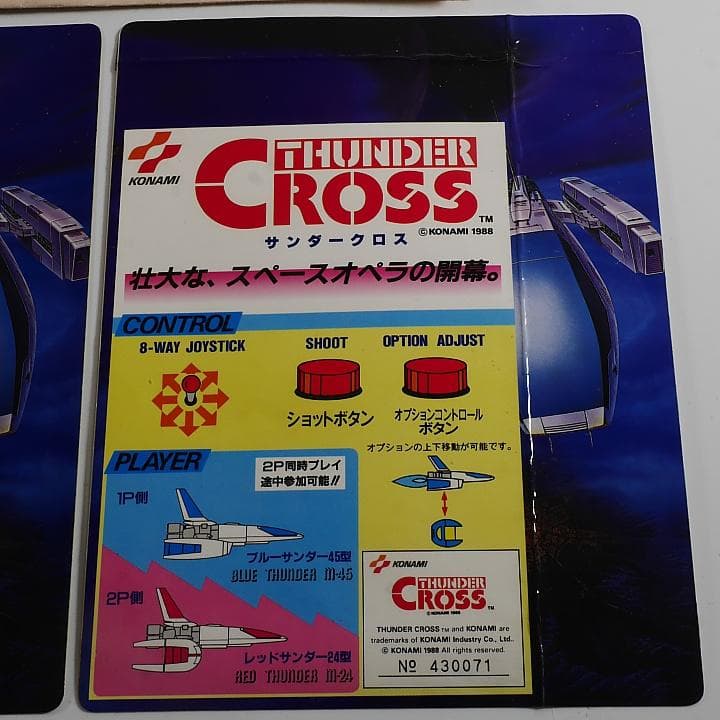 KONAMI
THUNDER
CROSS™
©KONAMI 1988
サンダークロス
壮大な、スペースオペラの開幕。
CONTROL
8-WAY JOYSTICK
SHOOT
ショットボタン
OPTION ADJUST
オプションコントロール
ボタン
オプションの上下移動が可能です。
PLAYER
2P同時プレイ
途中参加可能!!
1P側
ブルーサンダー45型
BLUE THUNDER M-45
2P側
レッドサンダー24型
RED THUNDER M-24
KONAMI
THUNDER
CROSS™
©KONAMI 1988
THUNDER CROSS™ and KONAMI are
trademarks of KONAMI Industry Co., Ltd..
© KONAMI 1988 All rights reserved.
№ 430071